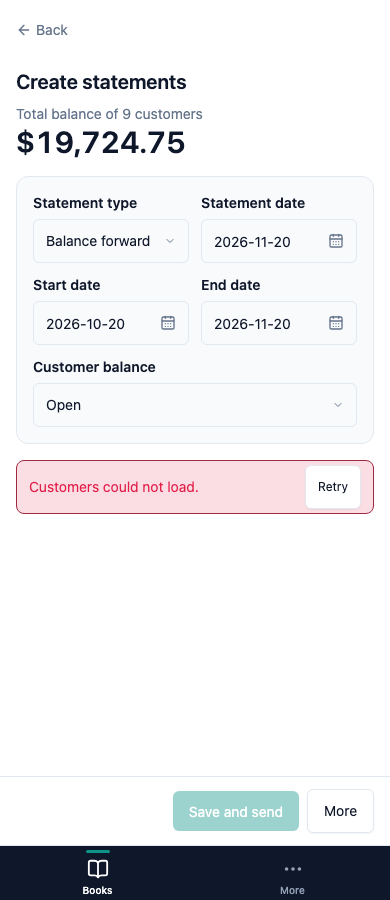 Back
Create statements
Total balance of 9 customers
$19,724.75
Statement type
Statement date
Balance forward
2026-11-20
Start date
End date
2026-10-20
2026-11-20
Customer balance
Open
Customers could not load.
Retry
Save and send
More
Books
More